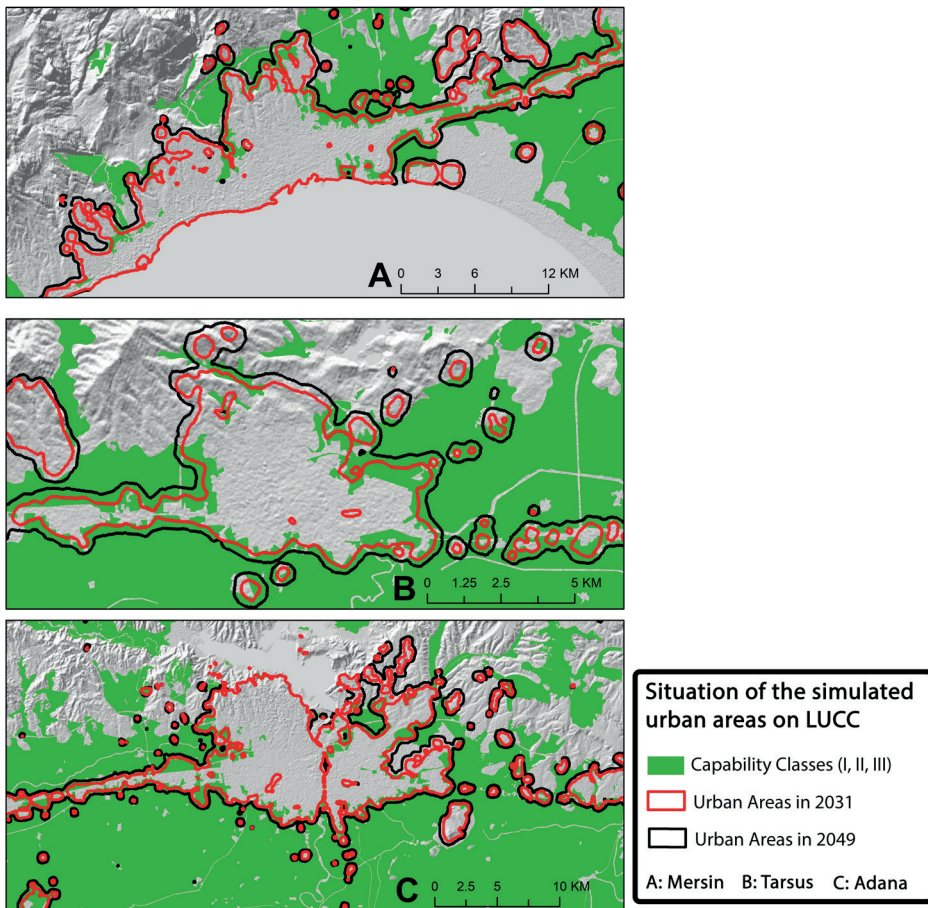 A
0 3 6 12 KM
B
0 1.25 2.5 5 KM
C
0 2.5 5 10 KM
Situation of the simulated
urban areas on LUCC
Capability Classes (I, II, III)
Urban Areas in 2031
Urban Areas in 2049
A: Mersin B: Tarsus C: Adana